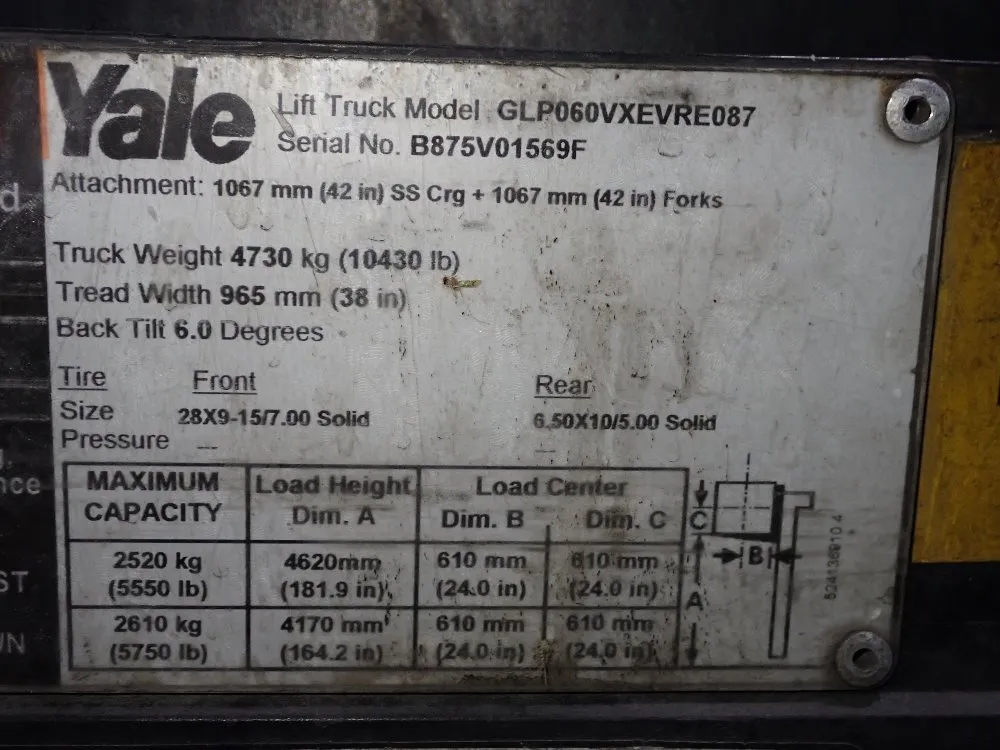 Yale
Lift Truck Model GLP060VXEVRE087
Serial No. B875V01569F
Attachment: 1067 mm (42 in) SS Crg + 1067 mm (42 in) Forks
Truck Weight 4730 kg (10430 lb)
Tread Width 965 mm (38 in)
Back Tilt 6.0 Degrees
Tire Front Rear
Size 28X9-15/7.00 Solid 6.50X10/5.00 Solid
Pressure --- ---
MAXIMUM CAPACITY Load Height Dim. A Load Center Dim. B Dim. C
2520 kg (5550 lb) 4620mm (181.9 in) 610 mm (24.0 in) 610 mm (24.0 in)
2610 kg (5750 lb) 4170 mm (164.2 in) 610 mm (24.0 in) 610 mm (24.0 in)
C
B
A